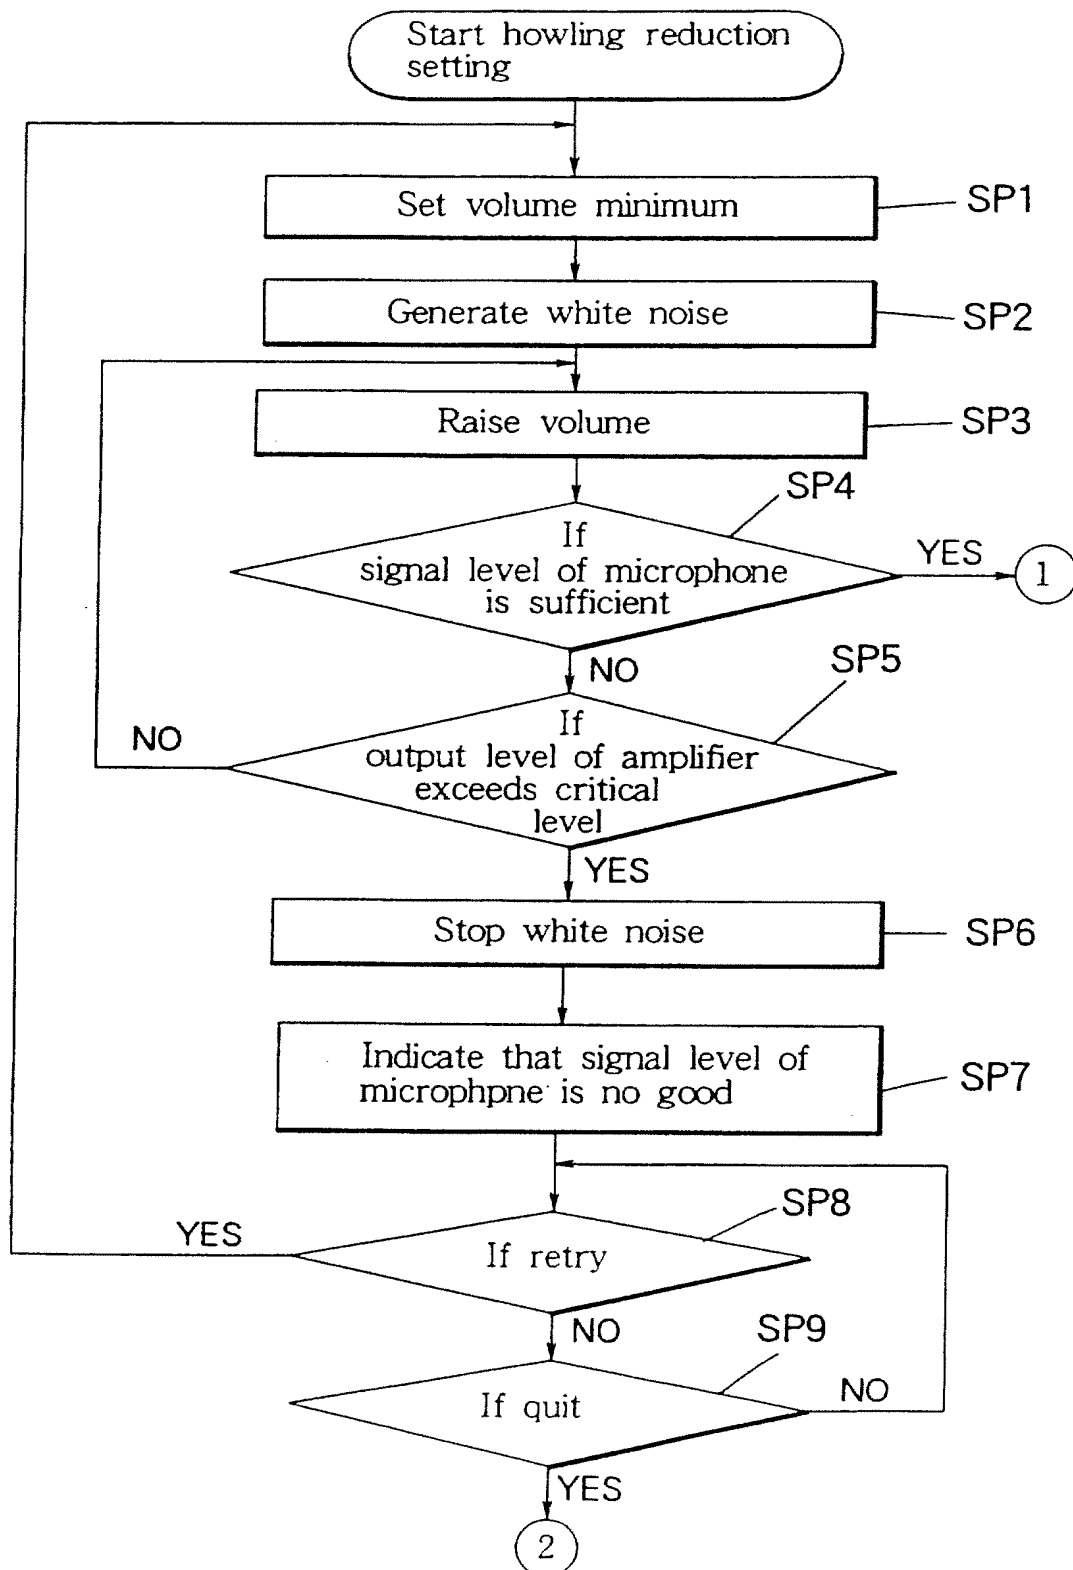 Start howling reduction
setting
Set volume minimum
SP1
Generate white noise
SP2
Raise volume
SP3
SP4
If
signal level of microphone
is sufficient
YES
1
NO
SP5
If
output level of amplifier
exceeds critical
level
NO
YES
Stop white noise
SP6
Indicate that signal level of
microphpne is no good
SP7
SP8
YES
If retry
NO
SP9
If quit
NO
YES
2